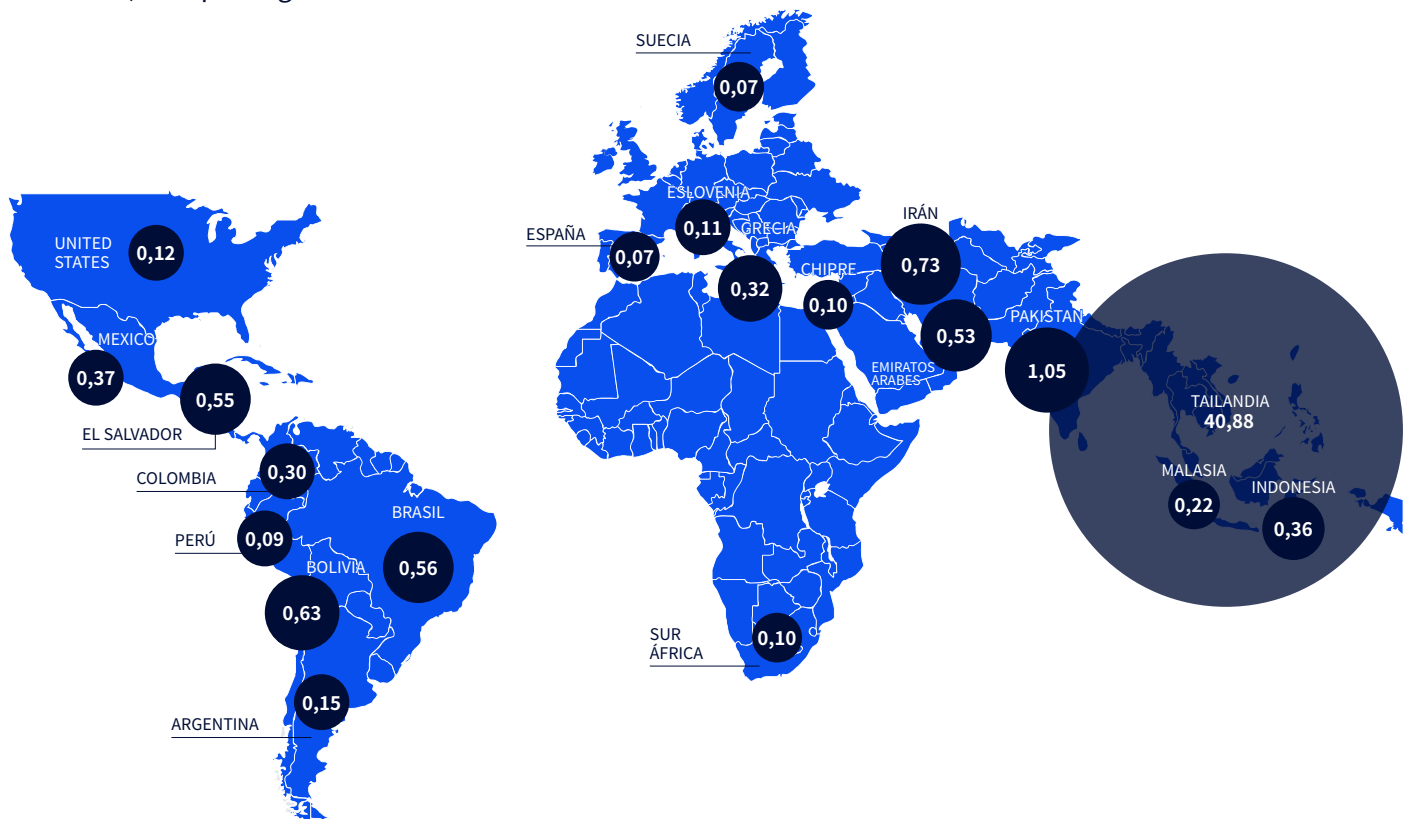 SUECIA
0,07
ESLOVENIA
0,11
GRECIA
0,32
ESPAÑA
0,07
CHIPRE
0,10
IRÁN
0,73
0,53
EMIRATOS
ARABES
PAKISTAN
1,05
UNITED
STATES
0,12
MEXICO
0,37
0,55
EL SALVADOR
COLOMBIA
0,30
PERÚ
0,09
BRASIL
0,56
BOLIVIA
0,63
ARGENTINA
0,15
SUR
ÁFRICA
0,10
TAILANDIA
40,88
MALASIA
0,22
INDONESIA
0,36